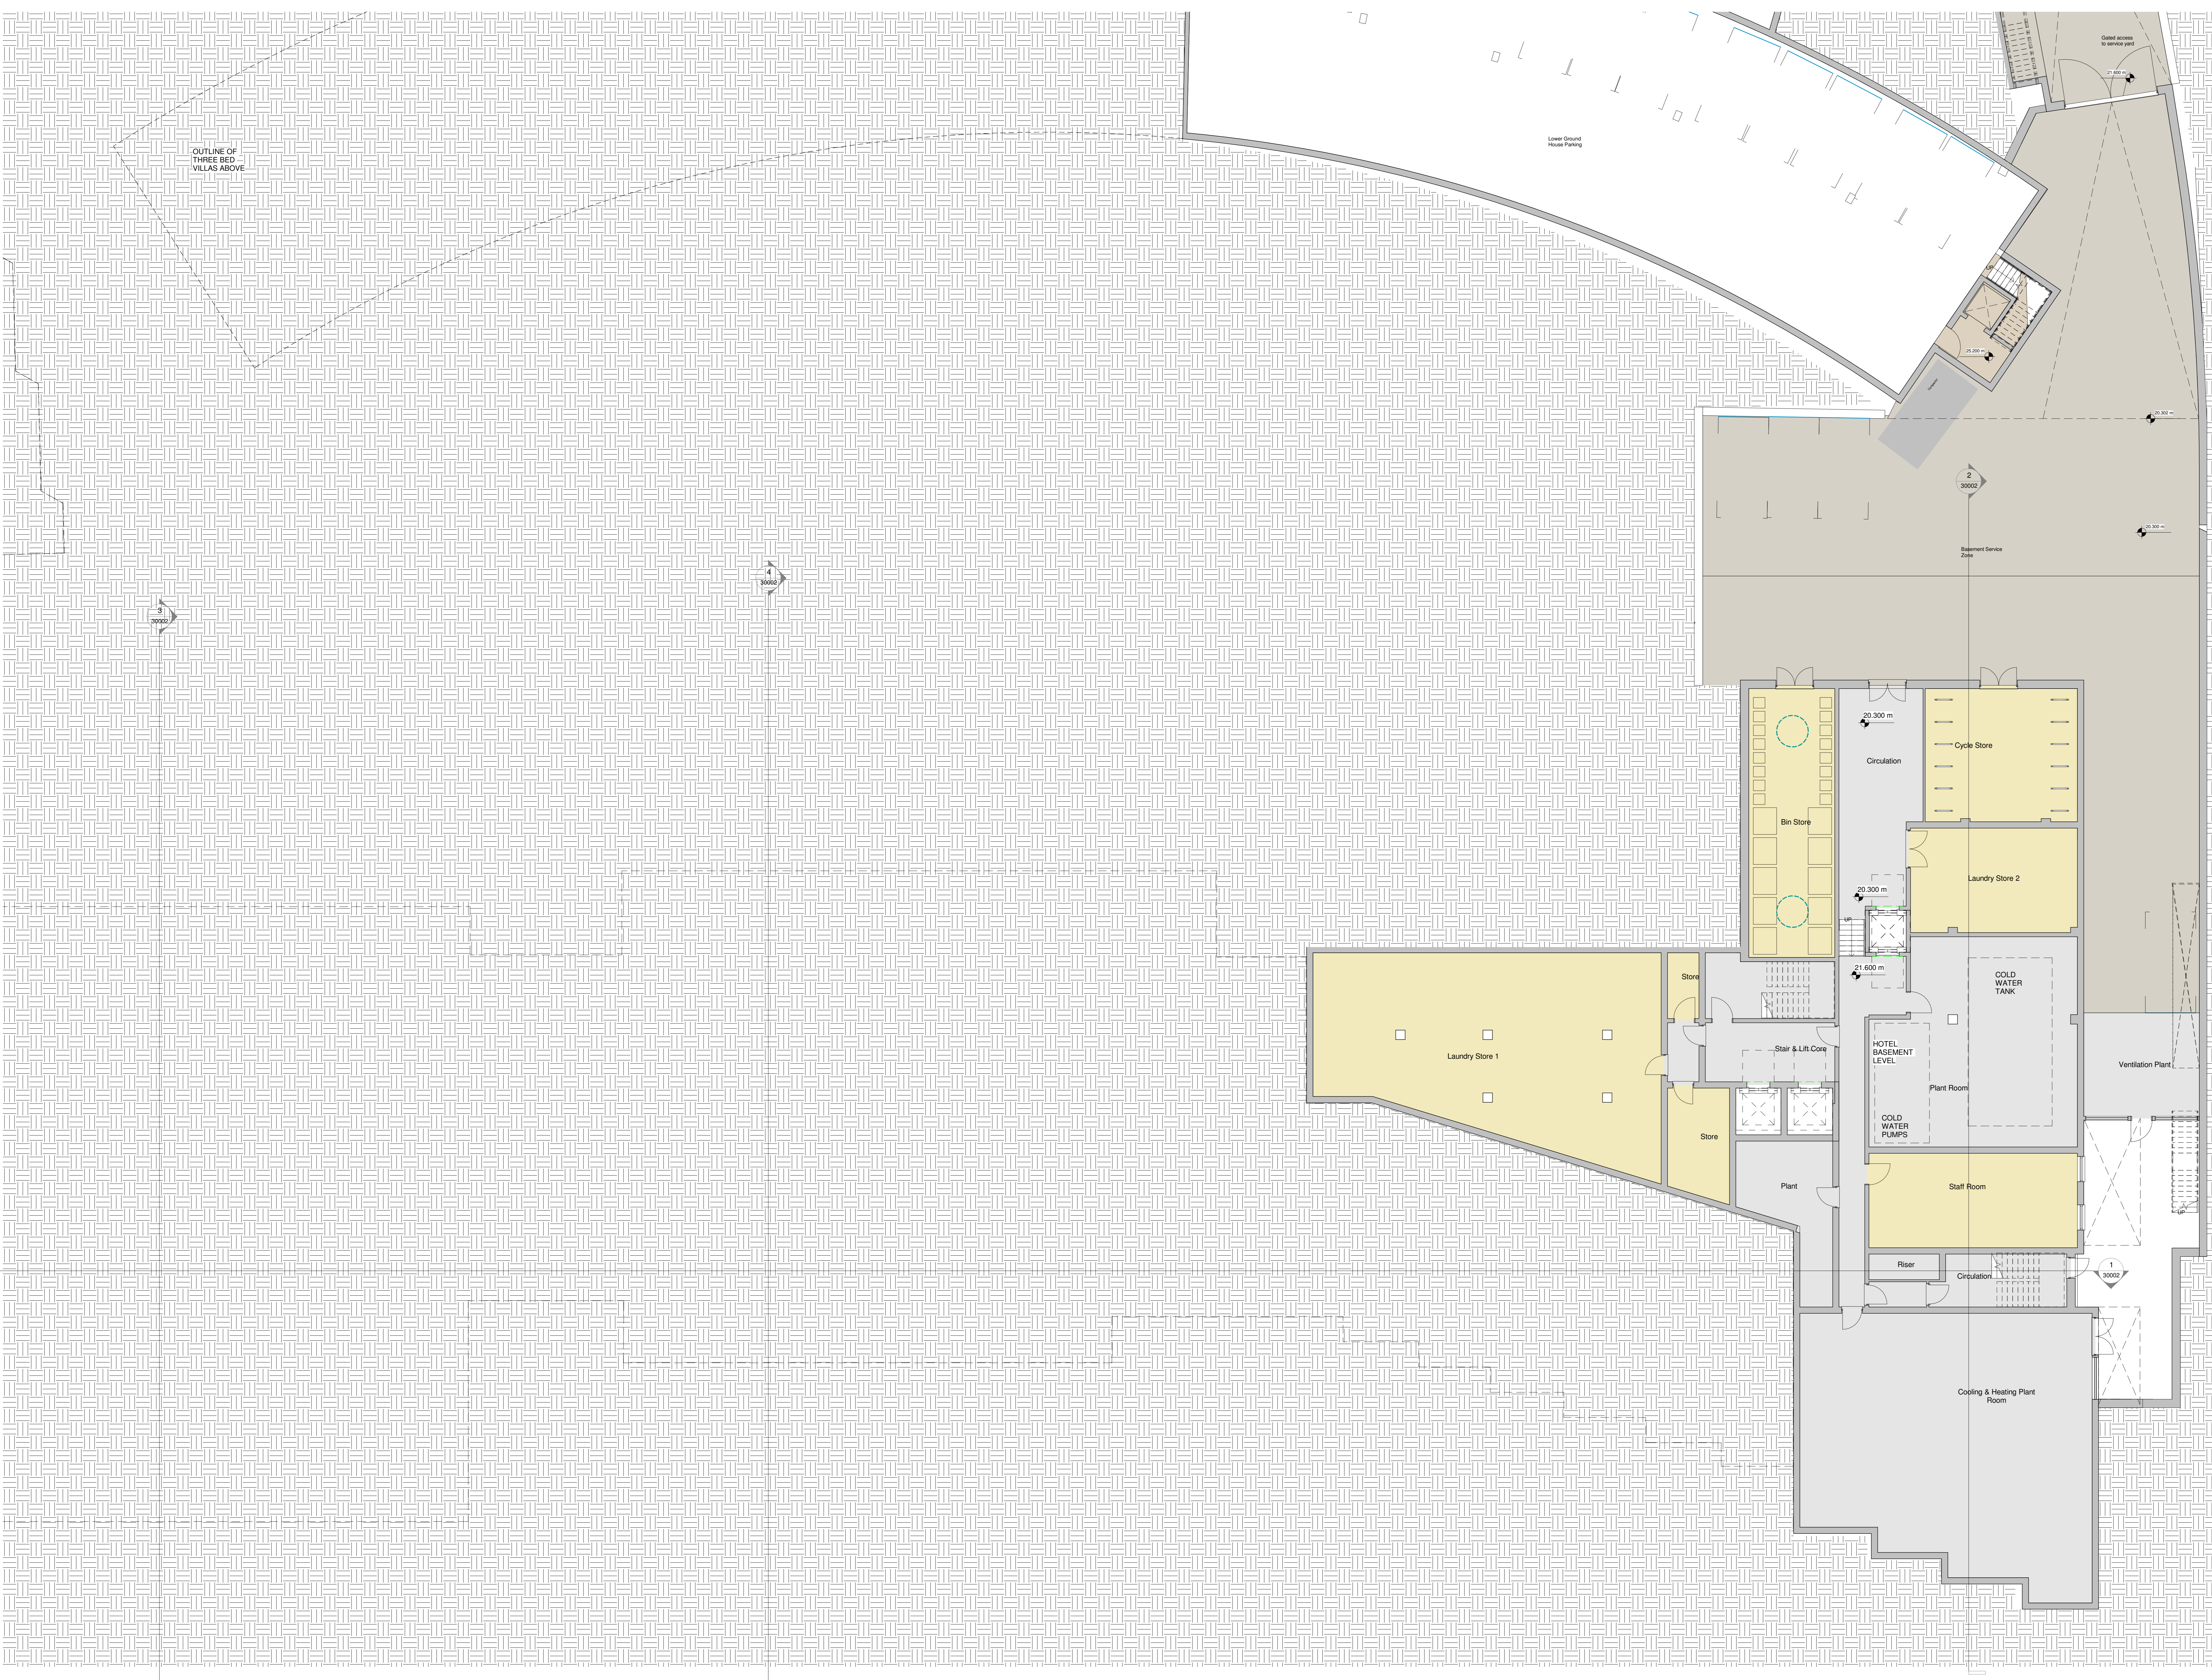 Gated access
to service yard
21.600 m
OUTLINE OF
THREE BED
VILLAS ABOVE
Lower Ground
House Parking
UP
25.200 m
20.302 m
2
30002
20.300 m
Basement Service
Zone
4
30002
3
30002
20.300 m
Cycle Store
Circulation
Bin Store
Laundry Store 2
20.300 m
UP
21.600 m
Store
COLD
WATER
TANK
HOTEL
BASEMENT
LEVEL
Stair & Lift Core
Laundry Store 1
Ventilation Plant
Plant Room
COLD
WATER
PUMPS
Store
Plant
Staff Room
UP
Riser
Circulation
1
30002
Cooling & Heating Plant
Room